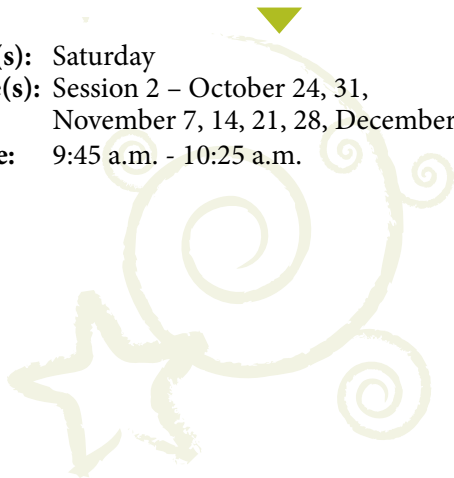 (s): Saturday
(s): Session 2 – October 24, 31,
November 7, 14, 21, 28, December
e: 9:45 a.m. - 10:25 a.m.